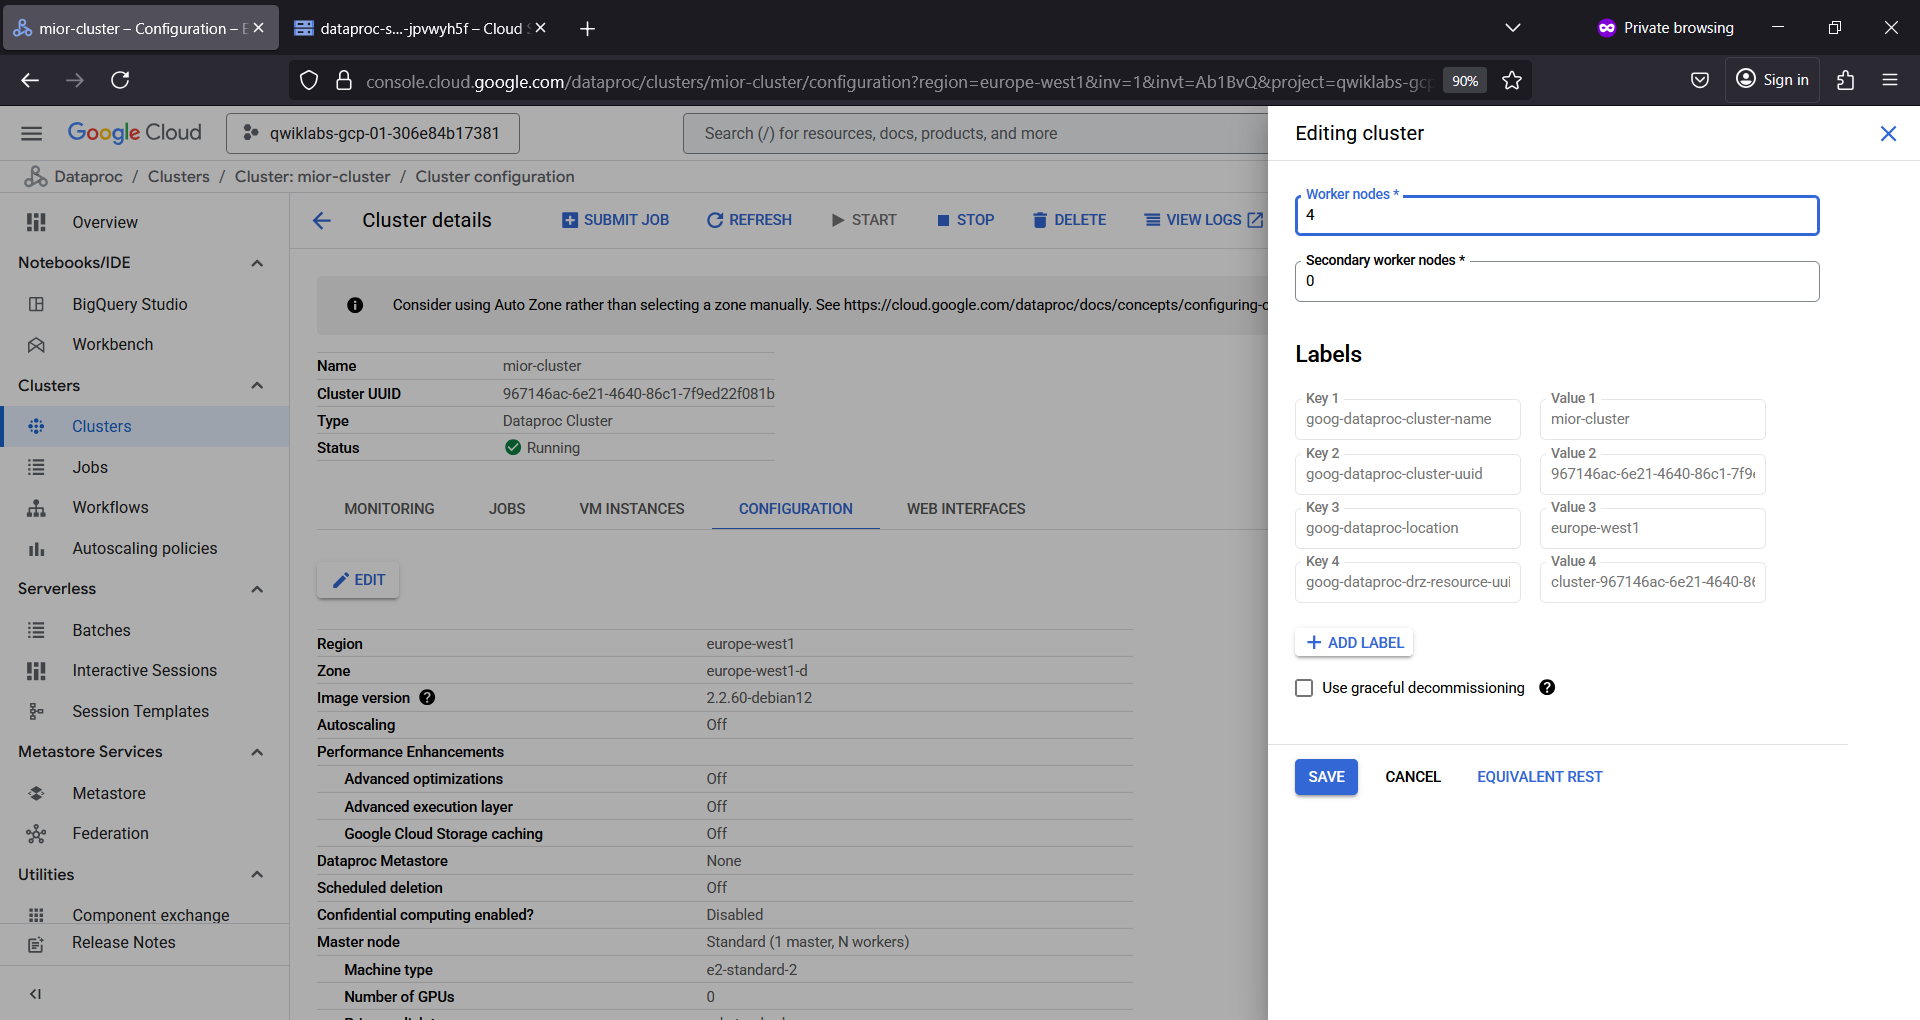 mior-cluster – Configuration –
dataproc-s...-jpvwyh5f – Cloud
Private browsing
console.cloud.google.com/dataproc/clusters/mior-cluster/configuration?region=europe-west1&inv=1&invt=Ab1BvQ&project=qwiklabs-gcp
90%
Sign in
Google Cloud
qwiklabs-gcp-01-306e84b17381
Search (/) for resources, docs, products, and more
Dataproc / Clusters / Cluster: mior-cluster / Cluster configuration
Overview
Notebooks/IDE
BigQuery Studio
Workbench
Clusters
Clusters
Jobs
Workflows
Autoscaling policies
Serverless
Batches
Interactive Sessions
Session Templates
Metastore Services
Metastore
Federation
Utilities
Component exchange
Release Notes
Cluster details
SUBMIT JOB
REFRESH
START
STOP
DELETE
VIEW LOGS
Consider using Auto Zone rather than selecting a zone manually. See https://cloud.google.com/dataproc/docs/concepts/configuring-c
Name mior-cluster
Cluster UUID 967146ac-6e21-4640-86c1-7f9ed22f081b
Type Dataproc Cluster
Status Running
MONITORING
JOBS
VM INSTANCES
CONFIGURATION
WEB INTERFACES
EDIT
Region europe-west1
Zone europe-west1-d
Image version 2.2.60-debian12
Autoscaling Off
Performance Enhancements
Advanced optimizations Off
Advanced execution layer Off
Google Cloud Storage caching Off
Dataproc Metastore None
Scheduled deletion Off
Confidential computing enabled? Disabled
Master node Standard (1 master, N workers)
Machine type e2-standard-2
Number of GPUs 0
Editing cluster
Worker nodes *
4
Secondary worker nodes *
0
Labels
Key 1
goog-dataproc-cluster-name
Value 1
mior-cluster
Key 2
goog-dataproc-cluster-uuid
Value 2
967146ac-6e21-4640-86c1-7f9
Key 3
goog-dataproc-location
Value 3
europe-west1
Key 4
goog-dataproc-drz-resource-uui
Value 4
cluster-967146ac-6e21-4640-86
ADD LABEL
Use graceful decommissioning
SAVE
CANCEL
EQUIVALENT REST